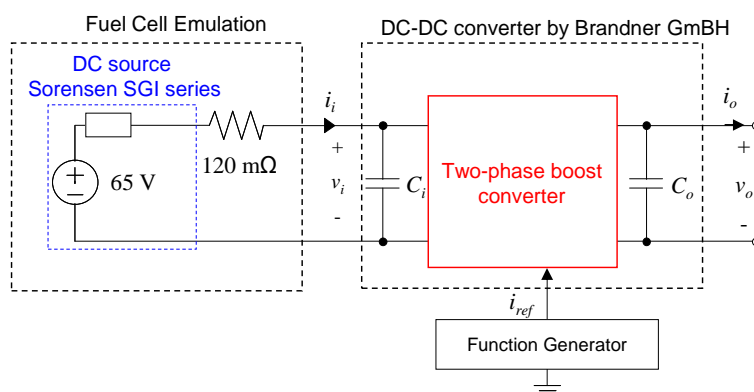 Fuel Cell Emulation
DC-DC converter by Brandner GmBH
DC source
Sorensen SGI series
120 mΩ
65 V
+
-
i_i
+
v_i
-
C_i
Two-phase boost
converter
C_o
i_o
+
v_o
-
i_ref
Function Generator